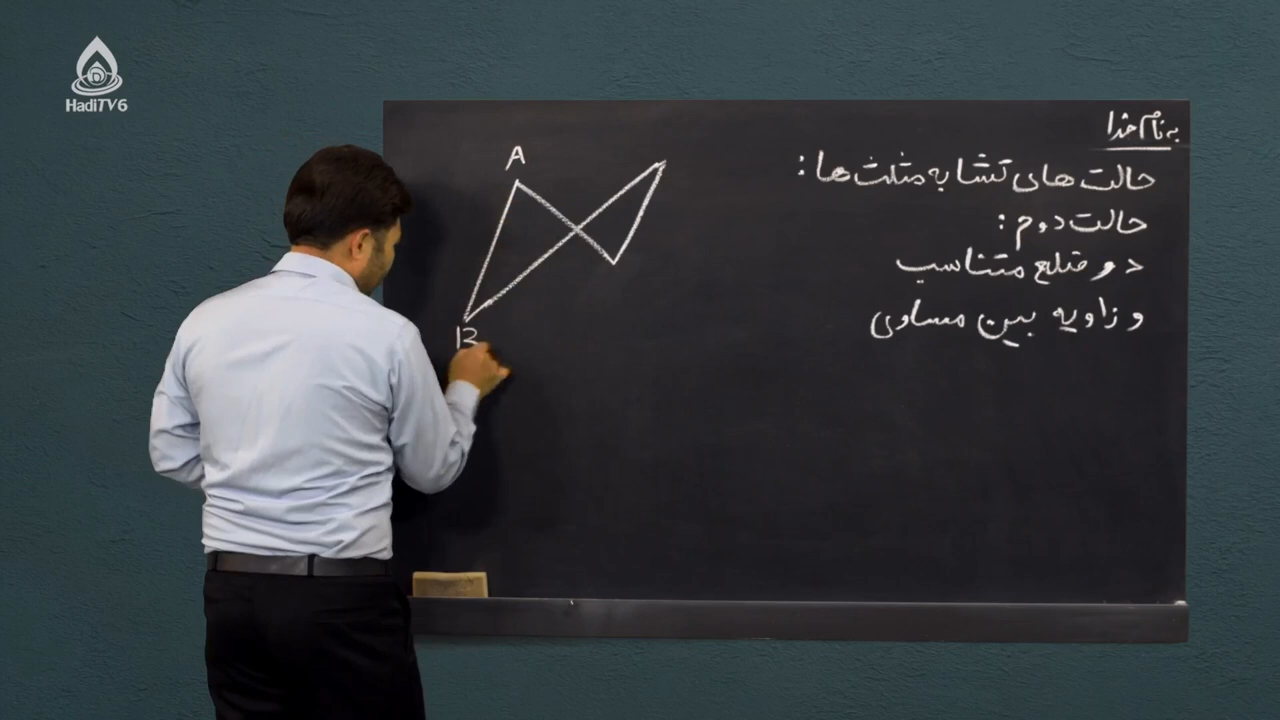 HadiTV6
به نام خدا
حالت های تشابه مثلث ها :
حالت دوم :
دو ضلع متناسب
و زاویه بین مساوی
A
B